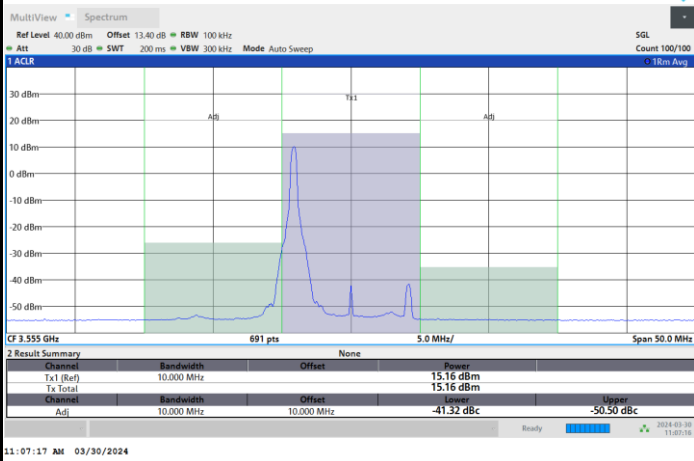 MultiView Spectrum
Ref Level 40.00 dBm Offset 13.40 dB RBW 100 kHz SGL
Att 30 dB SWT 200 ms VBW 300 kHz Mode Auto Sweep Count 100/100
1 ACLR 1Rm Avg
30 dBm
Tx1
20 dBm Adj Adj
10 dBm
0 dBm
-10 dBm
-20 dBm
-30 dBm
-40 dBm
-50 dBm
CF 3.555 GHz 691 pts 5.0 MHz/ Span 50.0 MHz
2 Result Summary None
Channel Bandwidth Offset Power
Tx1 (Ref) 10.000 MHz 15.16 dBm
Tx Total 15.16 dBm
Channel Bandwidth Offset Lower Upper
Adj 10.000 MHz 10.000 MHz -41.32 dBc -50.50 dBc
Ready 2024-03-30
11:07:16
11:07:17 AM 03/30/2024